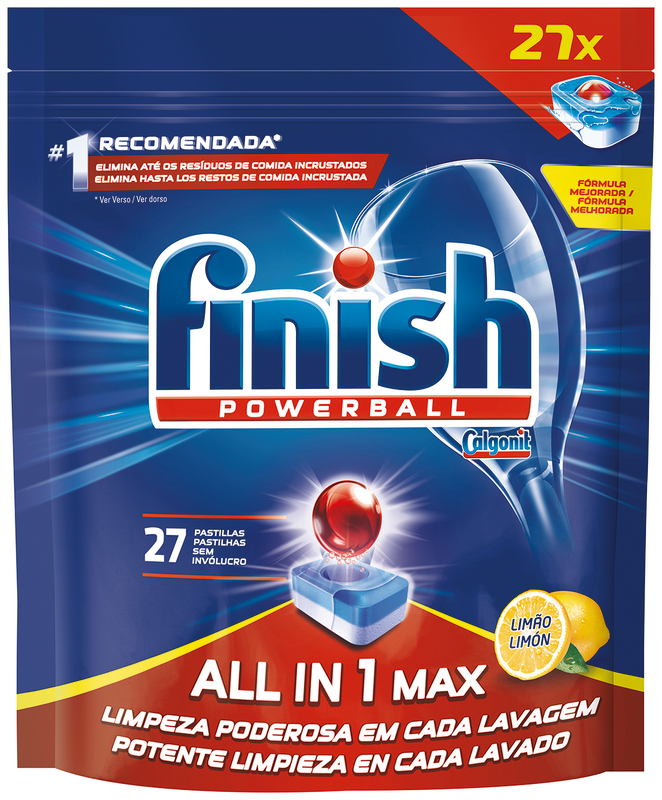 27x
#1 RECOMENDADA*
ELIMINA ATÉ OS RESÍDUOS DE COMIDA INCRUSTADOS
ELIMINA HASTA LOS RESTOS DE COMIDA INCRUSTADA
* Ver Verso / Ver dorso
FÓRMULA
MEJORADA /
FÓRMULA
MELHORADA
finish
POWERBALL
Calgonit
27 PASTILLAS
PASTILHAS
SEM
INVÓLUCRO
LIMÃO
LIMÓN
ALL IN 1 MAX
LIMPEZA PODEROSA EM CADA LAVAGEM
POTENTE LIMPIEZA EN CADA LAVADO